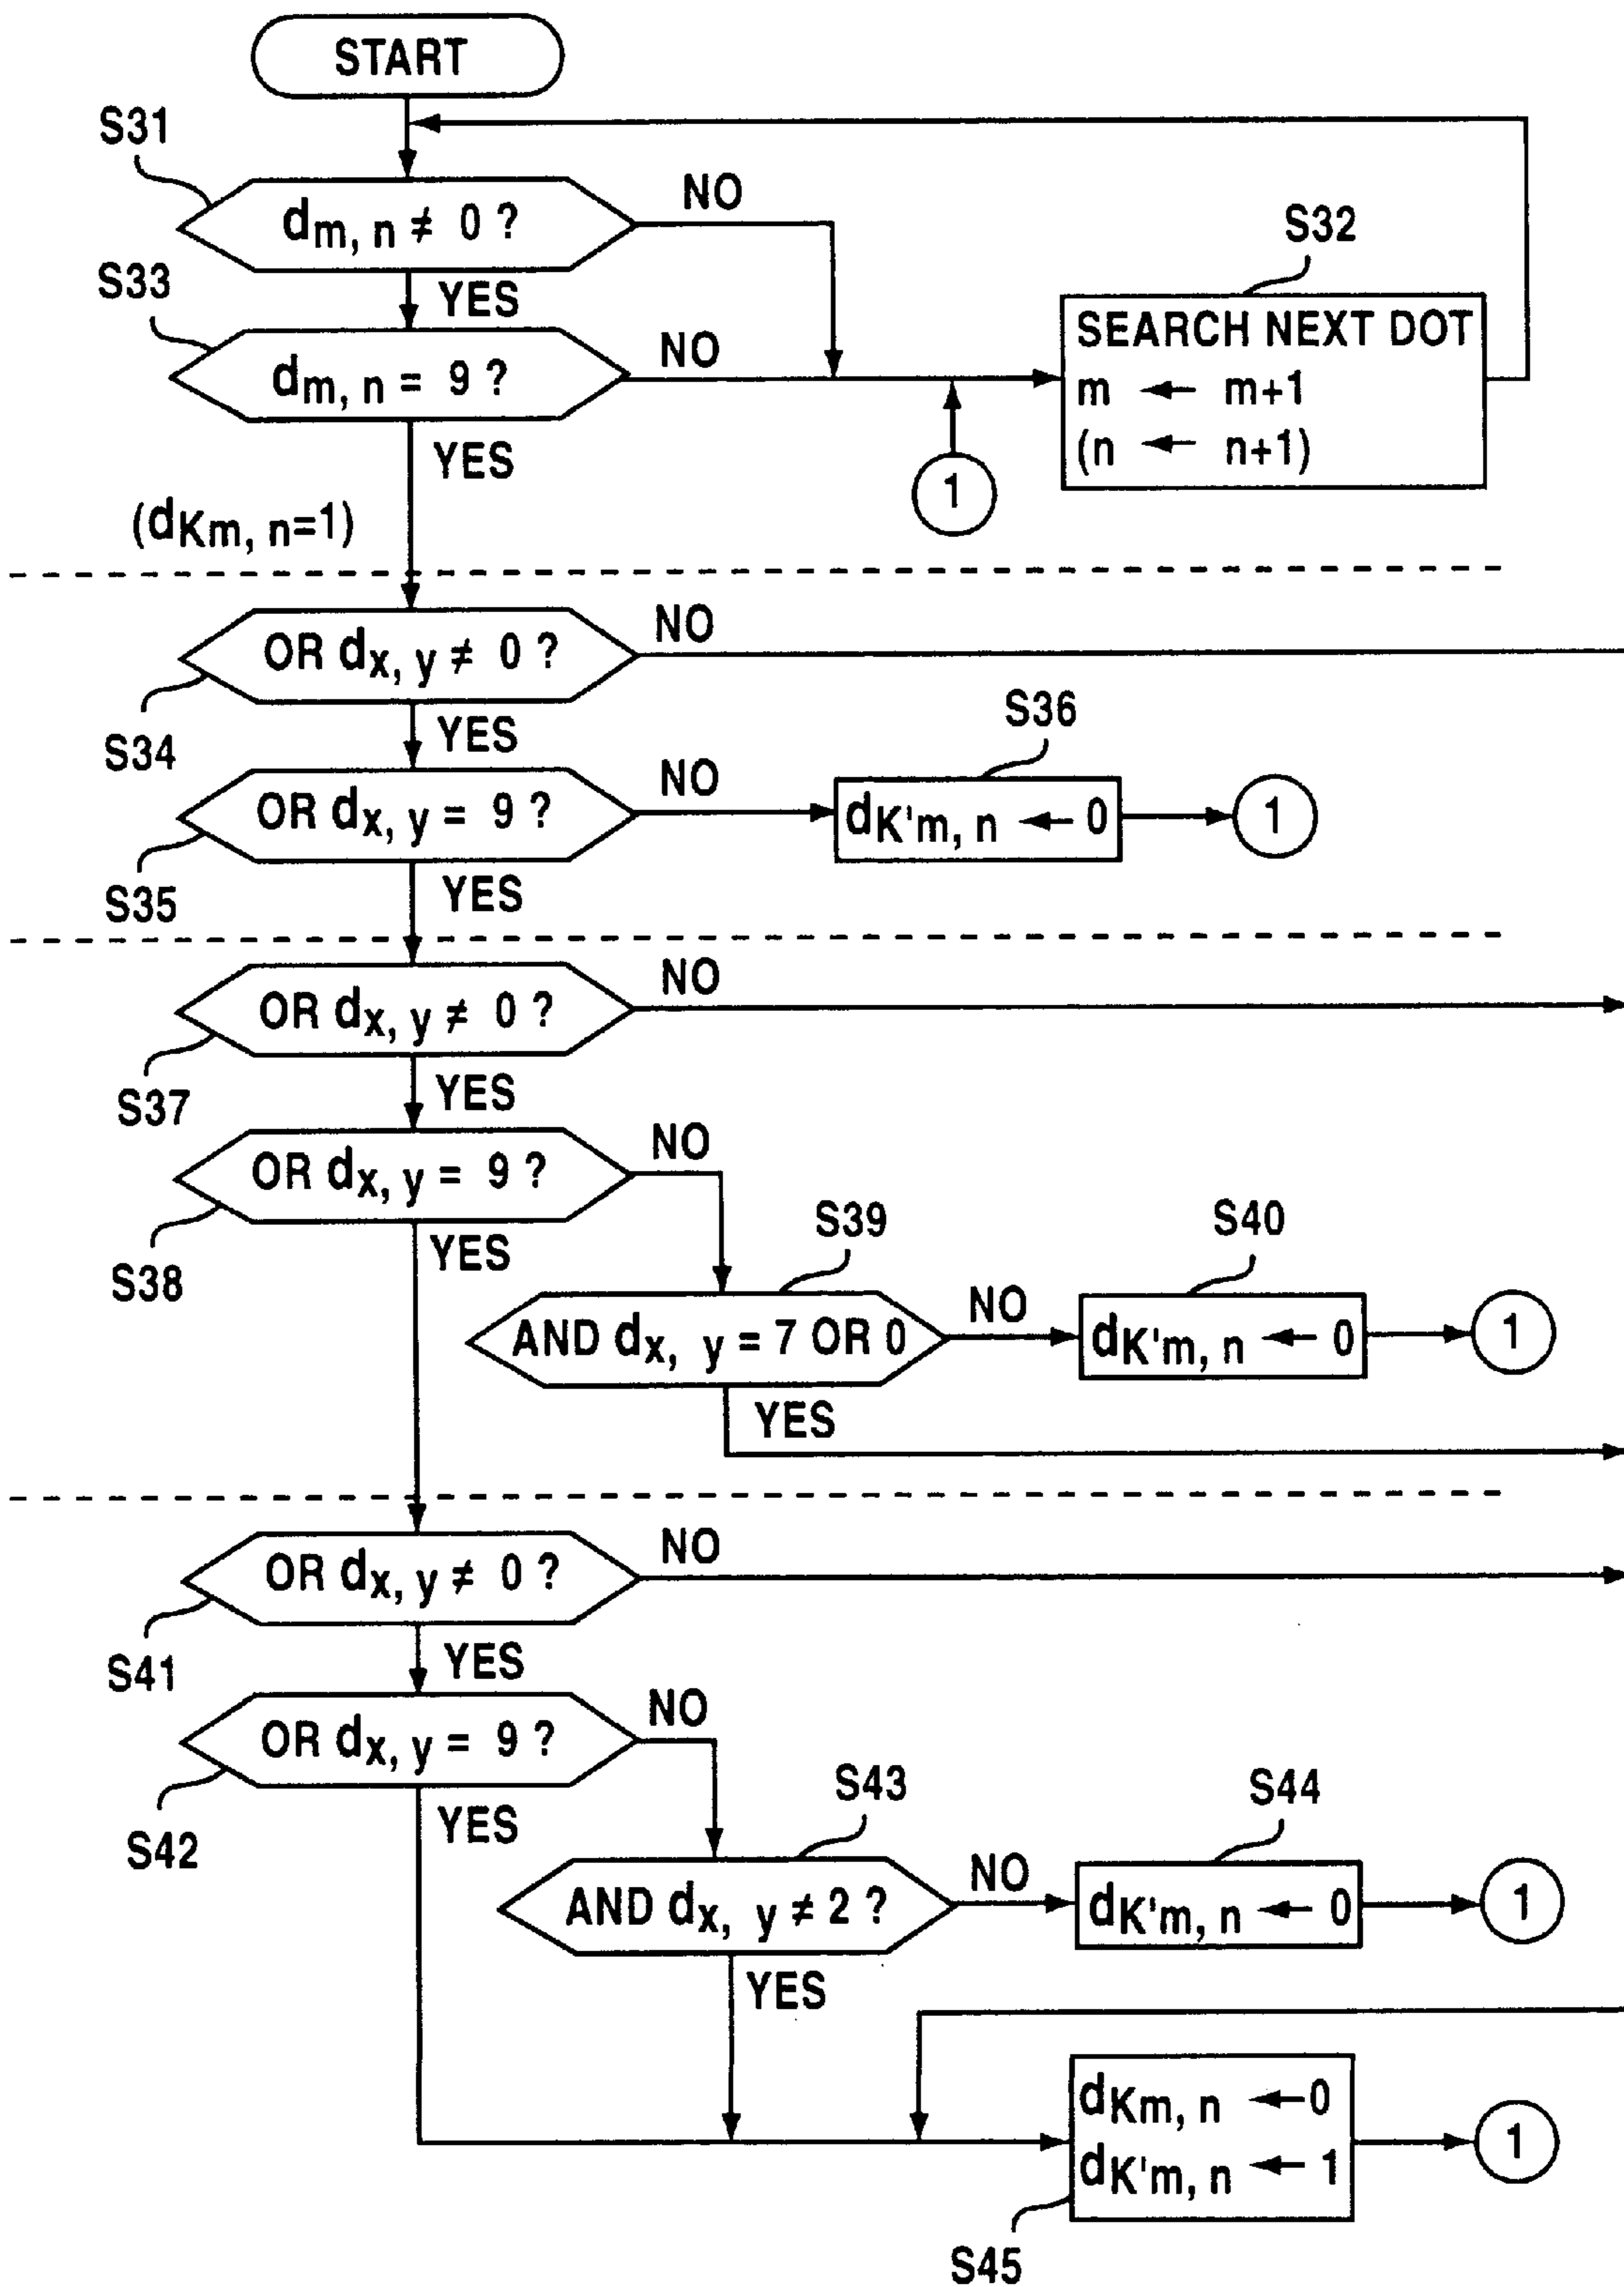 START
S31
dm, n ≠ 0 ?
NO
S32
S33
YES
SEARCH NEXT DOT
m ← m+1
(n ← n+1)
dm, n = 9 ?
NO
YES
1
(dKm, n=1)
OR dx, y ≠ 0 ?
NO
S34
YES
S36
OR dx, y = 9 ?
NO
dK'm, n ← 0
1
S35
YES
OR dx, y ≠ 0 ?
NO
S37
YES
OR dx, y = 9 ?
NO
S38
YES
S39
S40
AND dx, y = 7 OR 0
NO
dK'm, n ← 0
1
YES
OR dx, y ≠ 0 ?
NO
S41
YES
OR dx, y = 9 ?
NO
S42
YES
S43
S44
AND dx, y ≠ 2 ?
NO
dK'm, n ← 0
1
YES
dKm, n ← 0
dK'm, n ← 1
1
S45